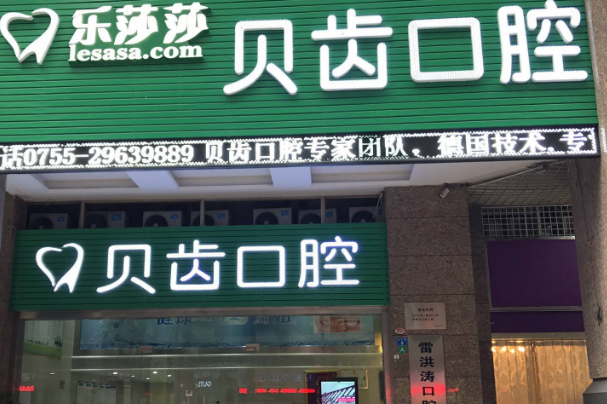 乐莎莎
lesasa.com
贝齿口腔
话0755-29639889 贝齿口腔专家团队，德国技术,专
贝齿口腔
雷洪涛口腔